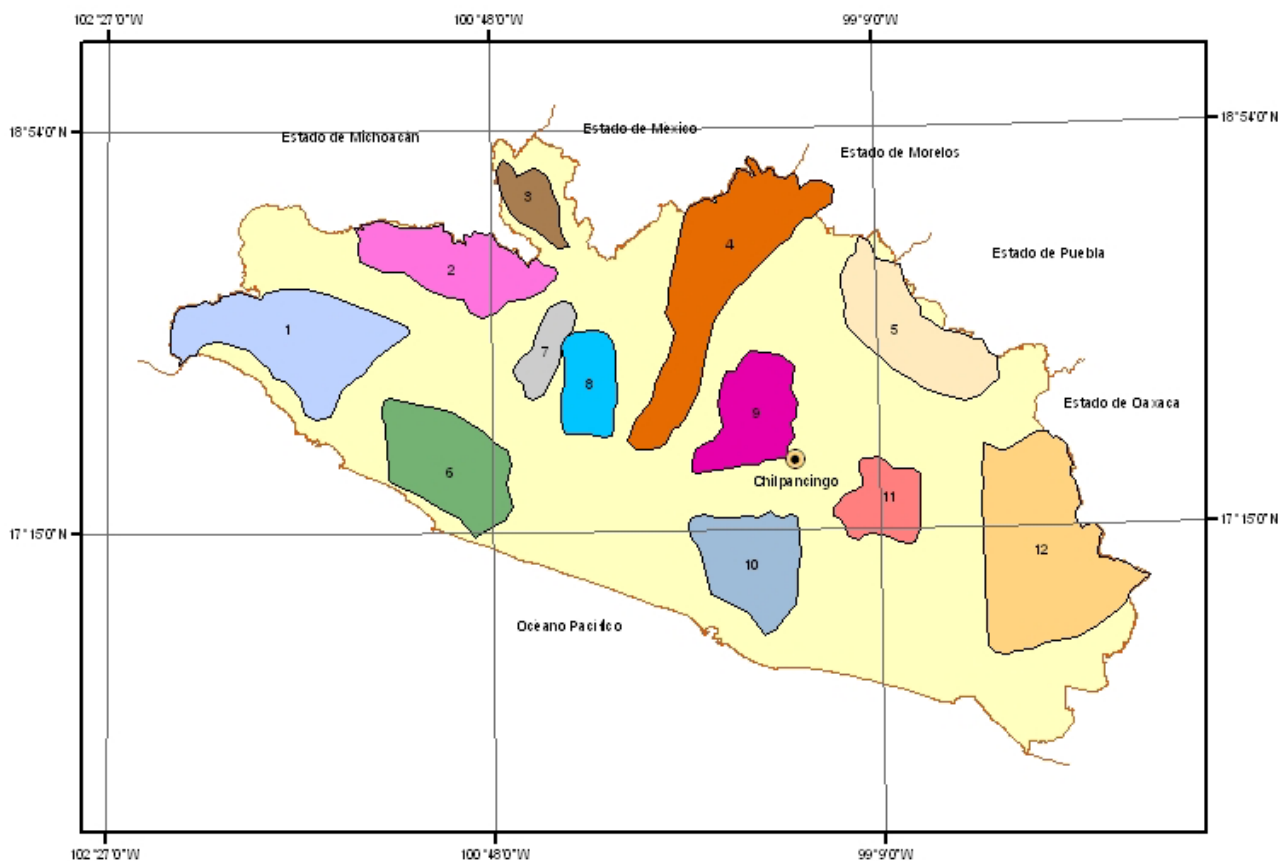 102°27'0"W
100°48'0"W
99°9'0"W
18°54'0"N
18°54'0"N
Estado de Michoacán
Estado de México
Estado de Morelos
3
4
Estado de Puebla
2
1
5
7
8
Estado de Oaxaca
9
6
Chilpancingo
11
17°15'0"N
17°15'0"N
12
10
Océano Pacífico
102°27'0"W
100°48'0"W
99°9'0"W